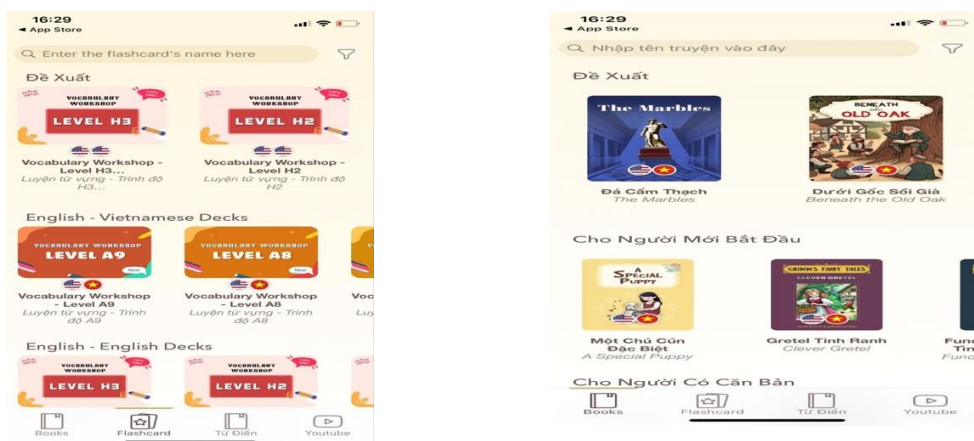 16:29
◄ App Store
Enter the flashcard's name here
Đề Xuất
VOCABULARY
WORKSHOP
LEVEL H3
VOCABULARY
WORKSHOP
LEVEL H2
Vocabulary Workshop -
Level H3...
Luyện từ vựng - Trình độ
H3...
Vocabulary Workshop -
Level H2
Luyện từ vựng - Trình độ
H2
English - Vietnamese Decks
VOCABULARY WORKSHOP
LEVEL A9
New!
VOCABULARY WORKSHOP
LEVEL A8
New!
Vocabulary Workshop
- Level A9
Luyện từ vựng - Trình
độ A9
Vocabulary Workshop
- Level A8
Luyện từ vựng - Trình
độ A8
Voc
Luy
English - English Decks
VOCABULARY
WORKSHOP
LEVEL H3
VOCABULARY
WORKSHOP
LEVEL H2
Books
Flashcard
Từ Điển
Youtube
16:29
◄ App Store
Nhập tên truyện vào đây
Đề Xuất
The Marbles
BENEATH
OLD OAK
Đá Cẩm Thạch
The Marbles
Dưới Gốc Sồi Già
Beneath the Old Oak
Cho Người Mới Bắt Đầu
A
SPECIAL
PUPPY
GRIMM'S FAIRY TALES
CLEVER GRETEL
Một Chú Cún
Đặc Biệt
A Special Puppy
Gretel Tinh Ranh
Clever Gretel
Func
Tin
Func
Cho Người Có Căn Bản
Books
Flashcard
Từ Điển
Youtube